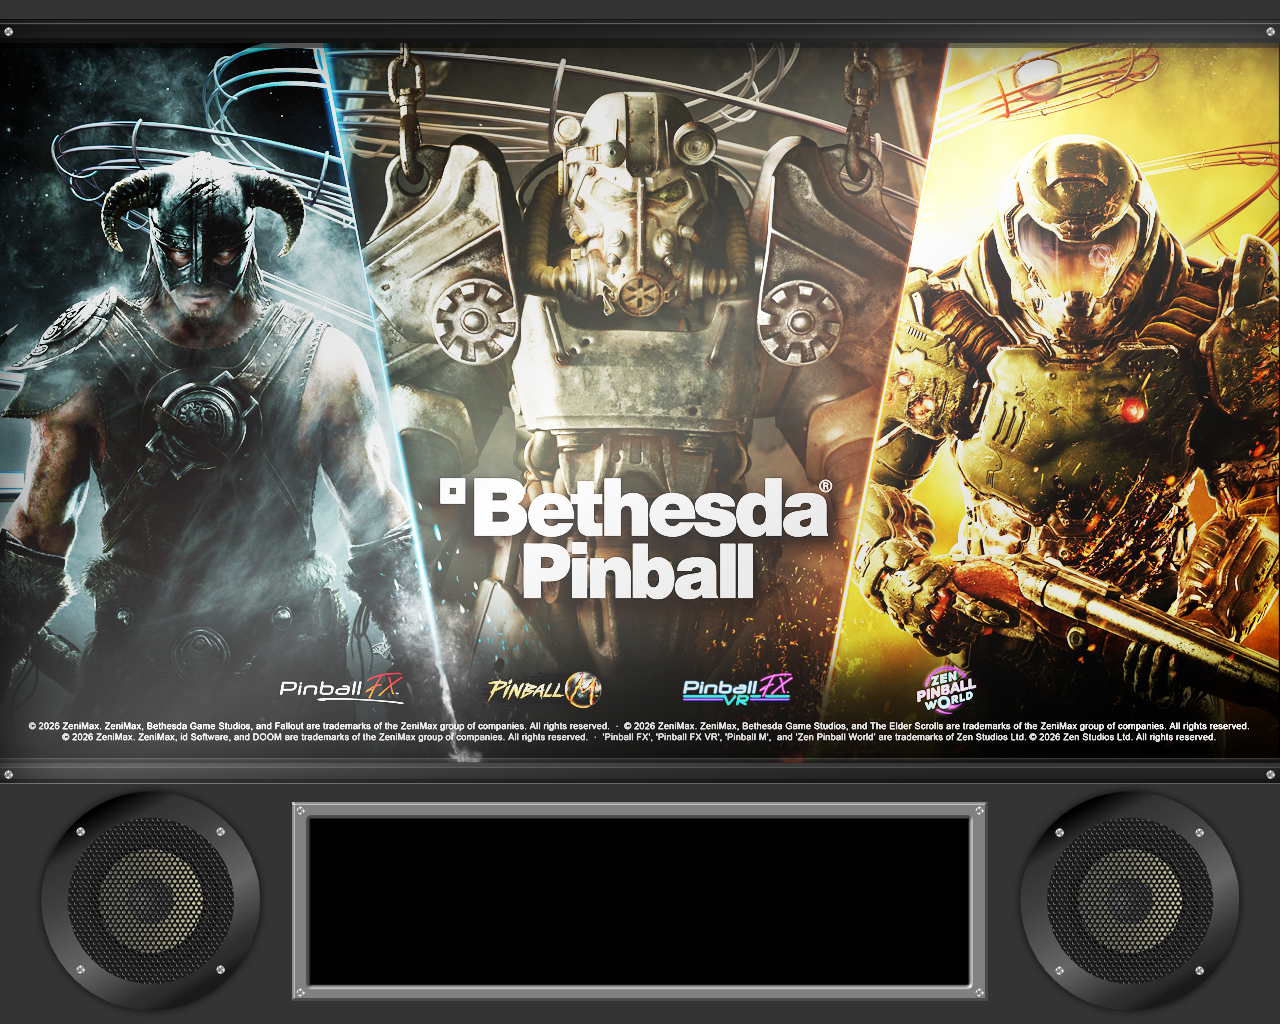 Bethesda®
Pinball
Pinball FX
PINBALL M
Pinball FX VR
ZEN PINBALL WORLD
© 2026 ZeniMax. ZeniMax, Bethesda Game Studios, and Fallout are trademarks of the ZeniMax group of companies. All rights reserved. · © 2026 ZeniMax. ZeniMax, Bethesda Game Studios, and The Elder Scrolls are trademarks of the ZeniMax group of companies. All rights reserved.
© 2026 ZeniMax. ZeniMax, id Software, and DOOM are trademarks of the ZeniMax group of companies. All rights reserved. · 'Pinball FX', 'Pinball FX VR', 'Pinball M', and 'Zen Pinball World' are trademarks of Zen Studios Ltd. © 2026 Zen Studios Ltd. All rights reserved.